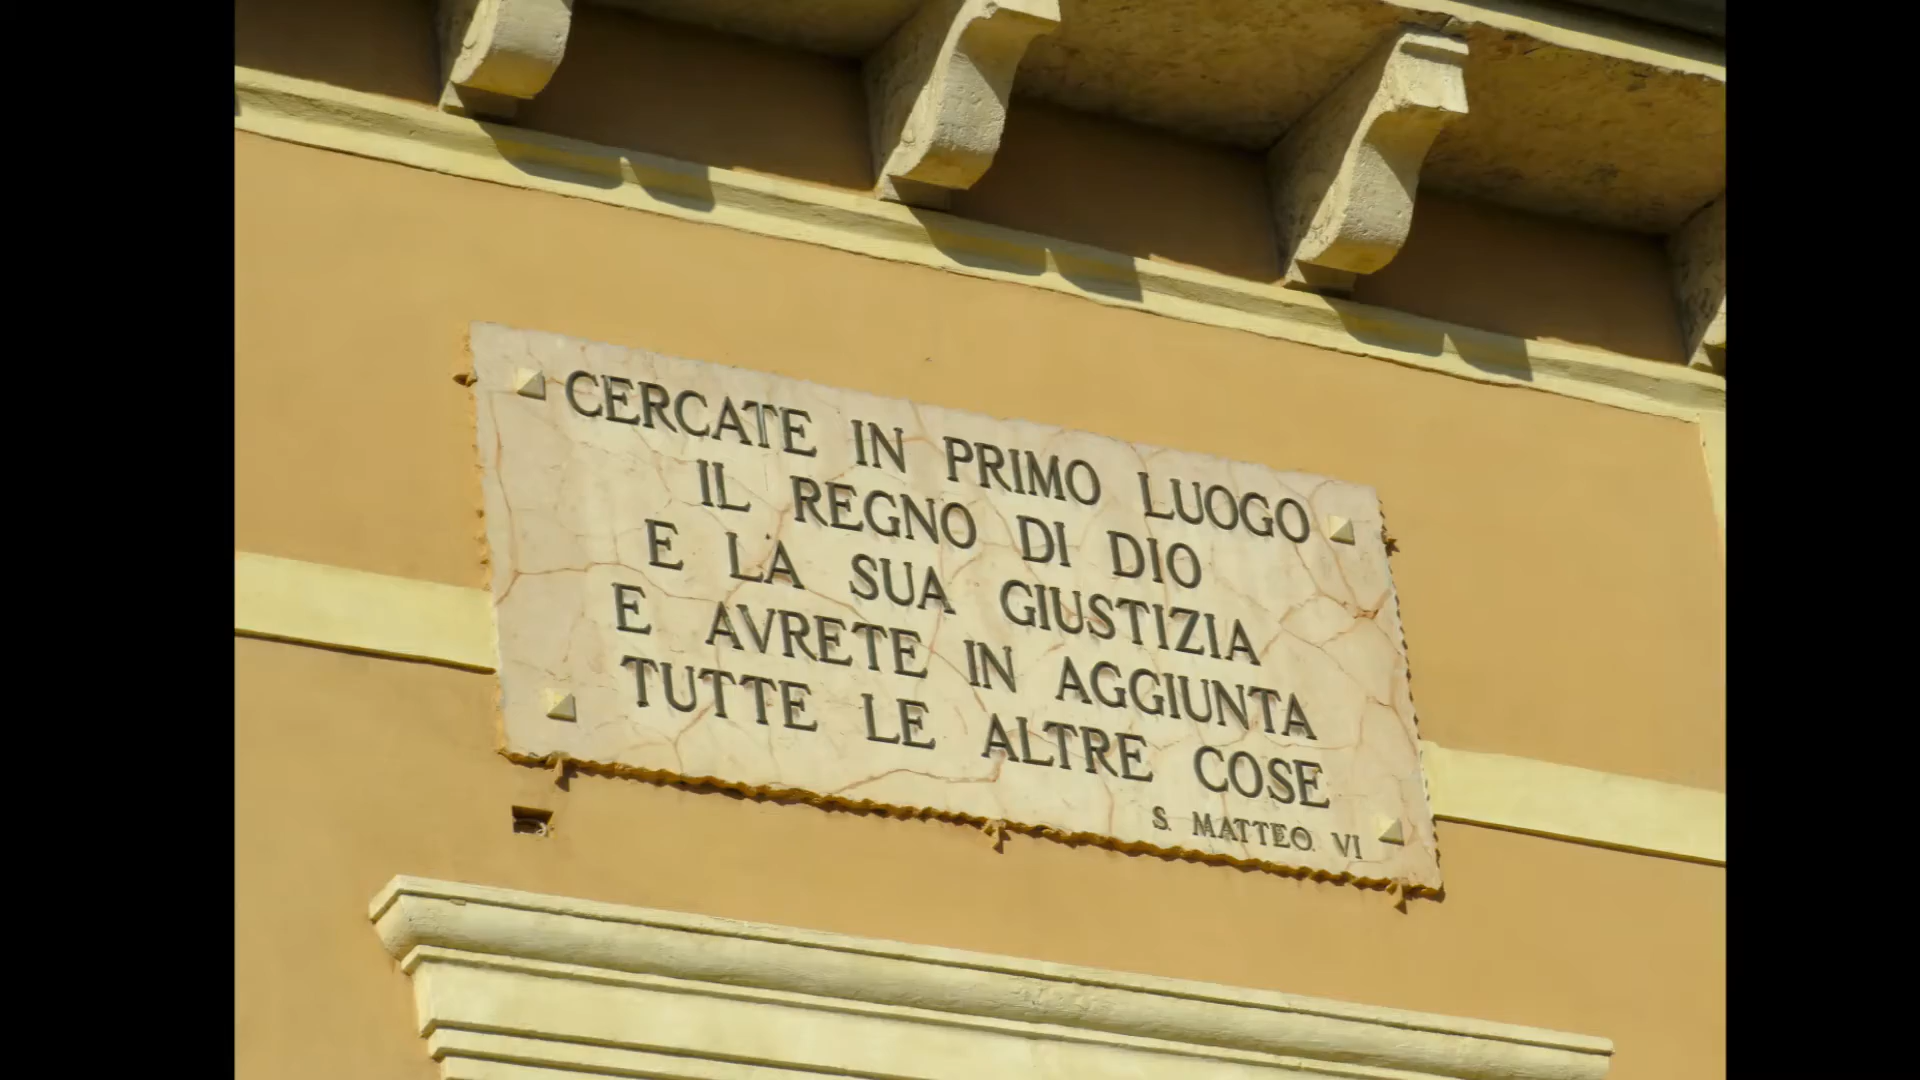 CERCATE IN PRIMO LUOGO
IL REGNO DI DIO
E LA SUA GIUSTIZIA
E AVRETE IN AGGIUNTA
TUTTE LE ALTRE COSE
S. MATTEO VI